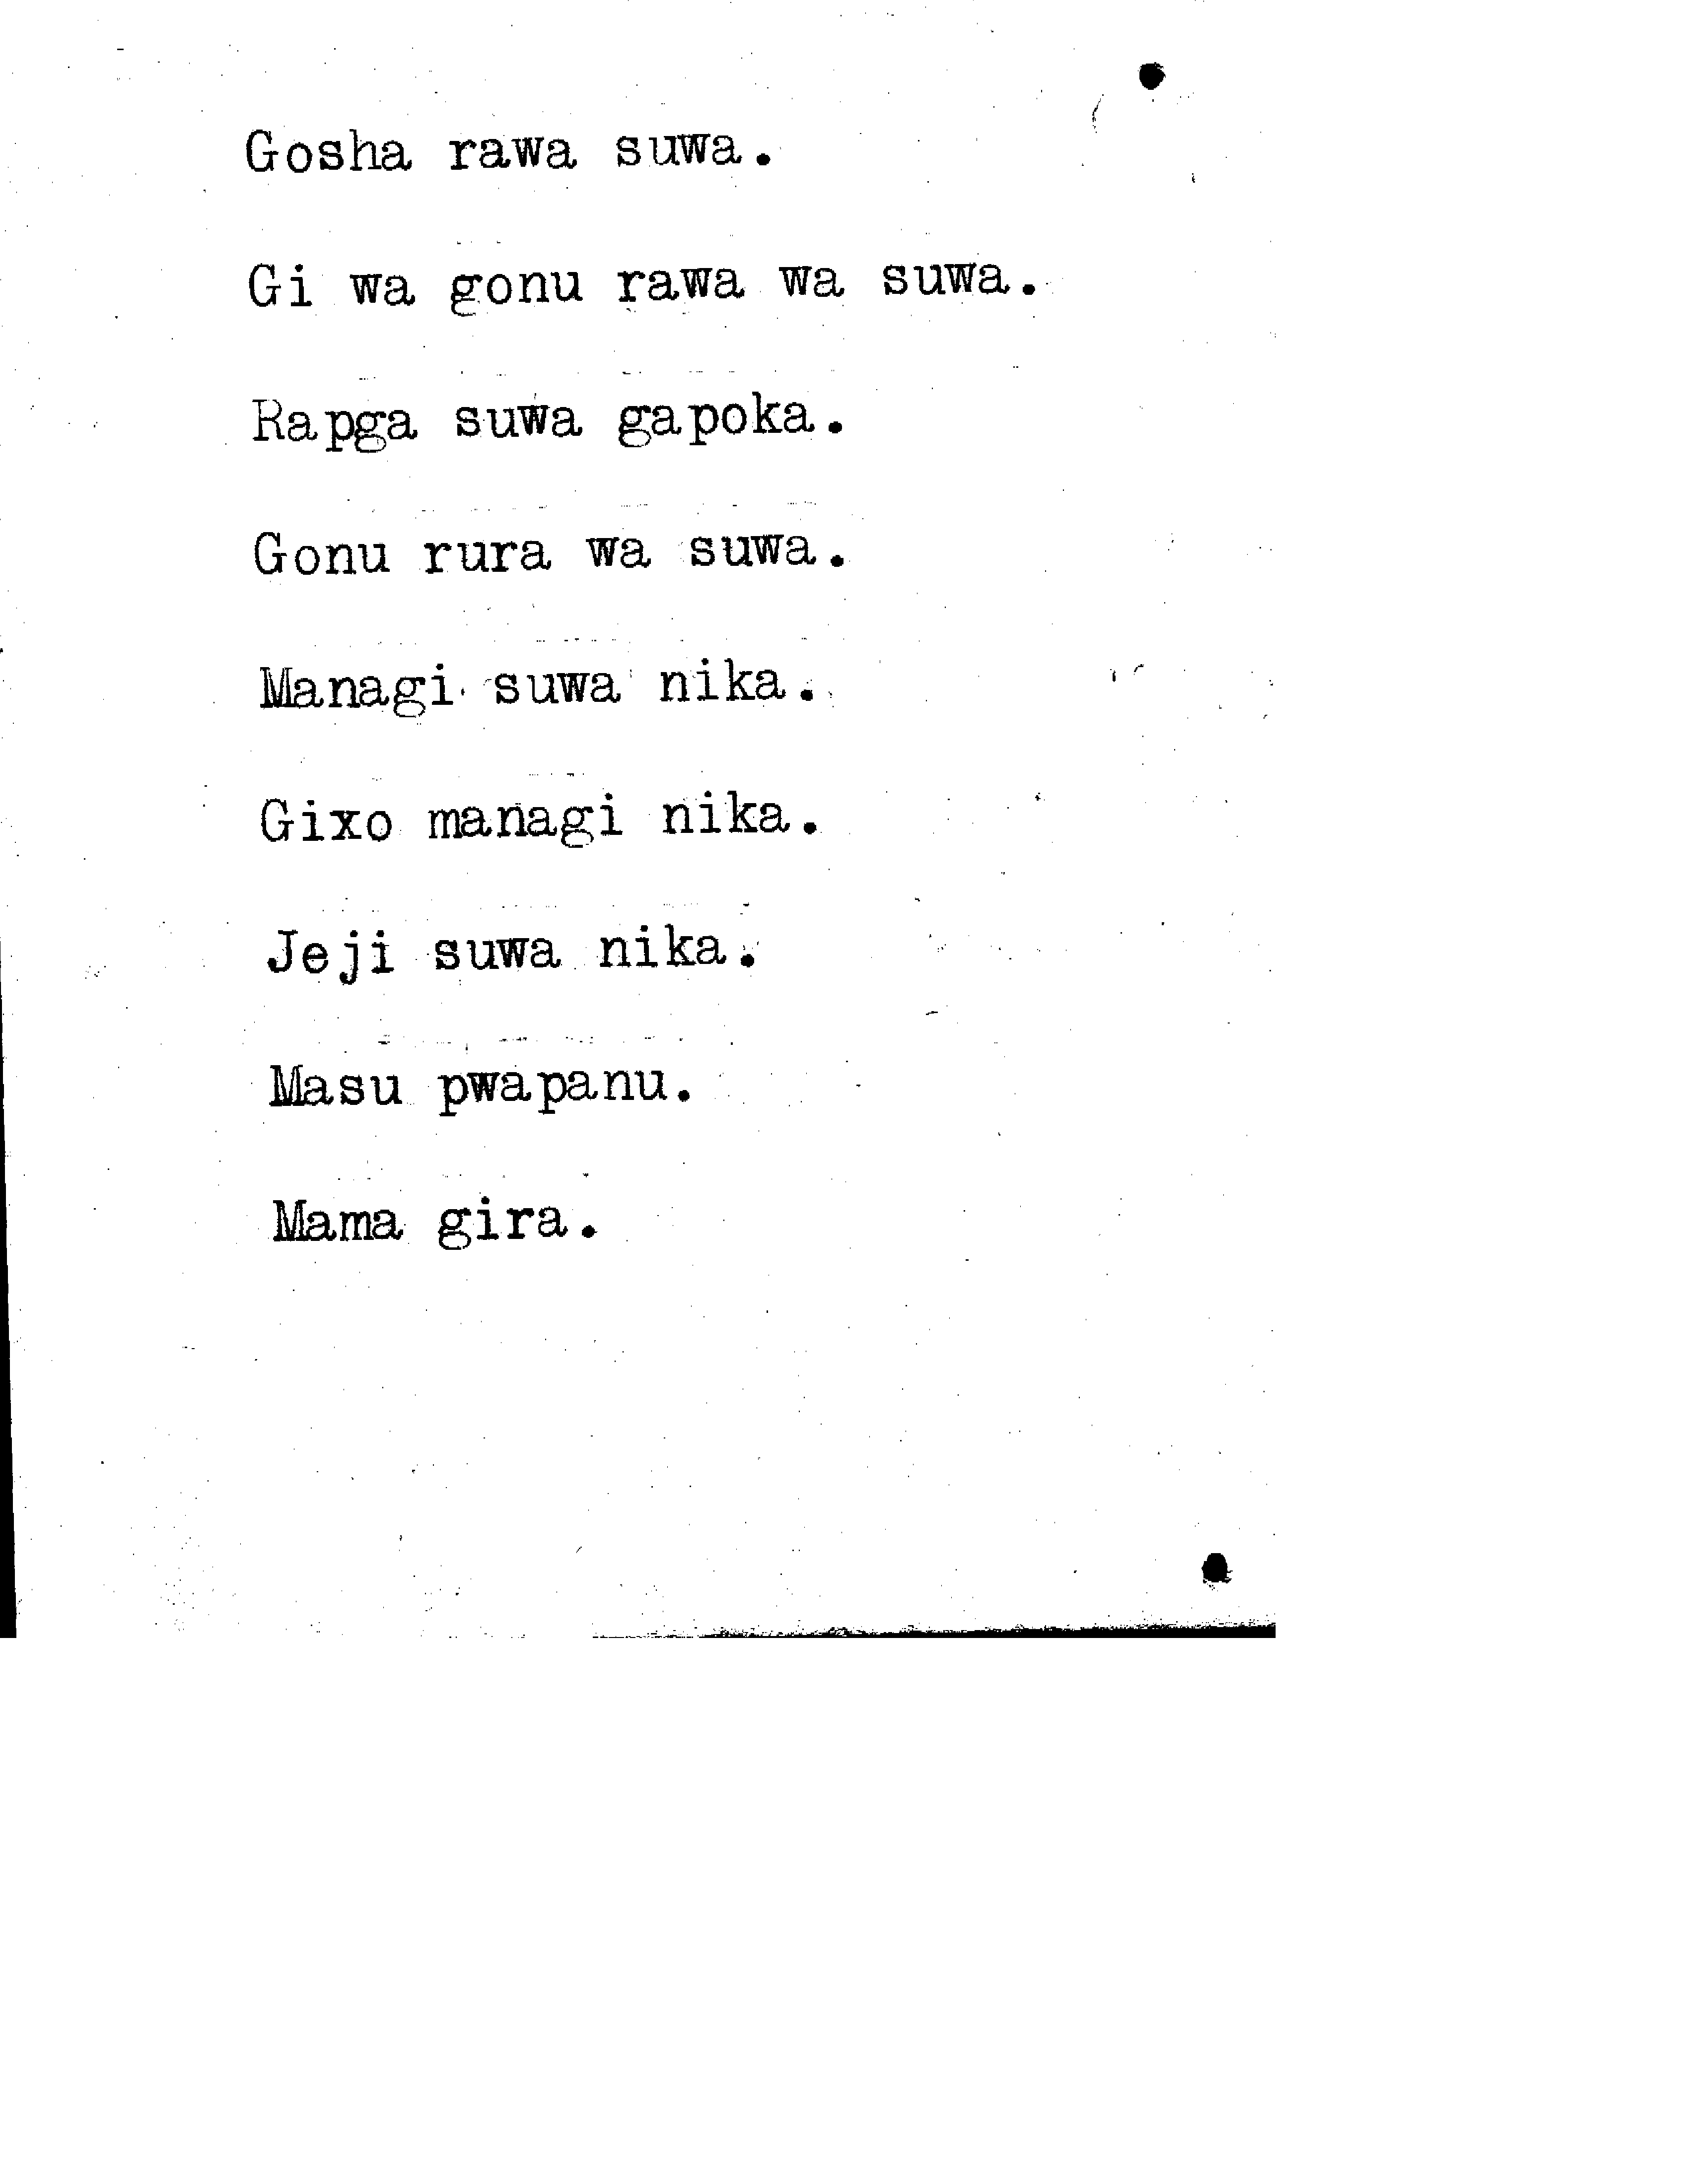 Gosha rawa suwa.
Gi wa gonu rawa wa suwa.
Rapga suwa gapoka.
Gonu rura wa suwa.
Managi suwa nika.
Gixo managi nika.
Jeji suwa nika.
Masu pwapanu.
Mama gira.